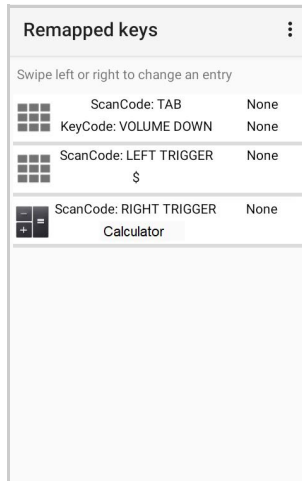 Remapped keys
Swipe left or right to change an entry
ScanCode: TAB None
KeyCode: VOLUME DOWN None
ScanCode: LEFT TRIGGER None
$
ScanCode: RIGHT TRIGGER None
Calculator